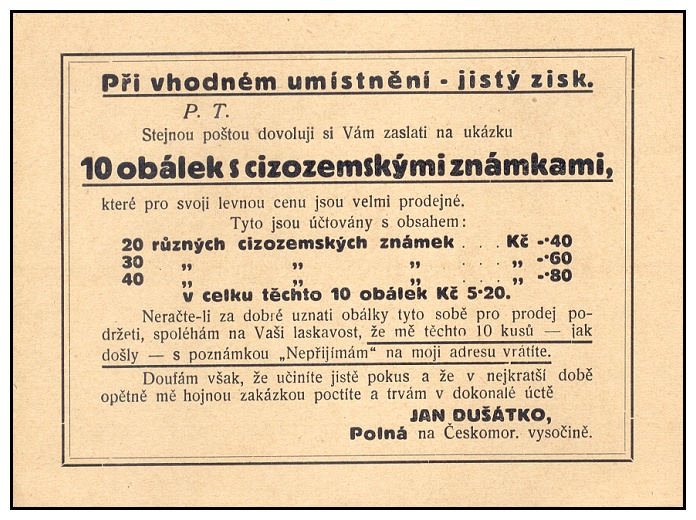 Při vhodném umístnění - jistý zisk.
P. T.
Stejnou poštou dovoluji si Vám zaslati na ukázku
10 obálek s cizozemskými známkami,
které pro svoji levnou cenu jsou velmi prodejné.
Tyto jsou účtovány s obsahem:
20 různých cizozemských známek . . . Kč -·40
30 „ „ „ . . . . „ -·60
40 „ „ „ . . . . „ -·80
v celku těchto 10 obálek Kč 5·20.
Neračte-li za dobré uznati obálky tyto sobě pro prodej po-
držeti, spoléhám na Vaši laskavost, že mě těchto 10 kusů — jak
došly — s poznámkou „Nepřijímám“ na moji adresu vrátíte.
Doufám však, že učiníte jistě pokus a že v nejkratší době
opětně mě hojnou zakázkou poctíte a trvám v dokonalé úctě
JAN DUŠÁTKO,
Polná na Českomor. vysočině.